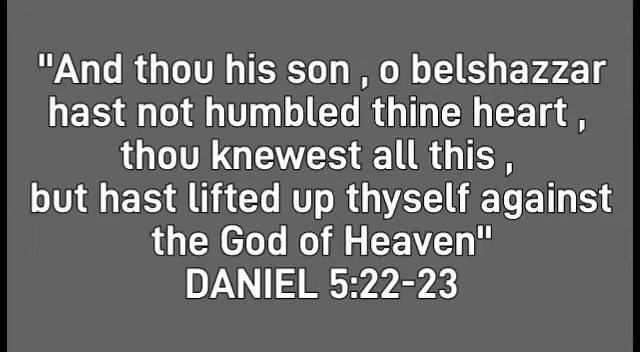 "And thou his son , o belshazzar
hast not humbled thine heart ,
thou knewest all this ,
but hast lifted up thyself against
the God of Heaven"
DANIEL 5:22-23